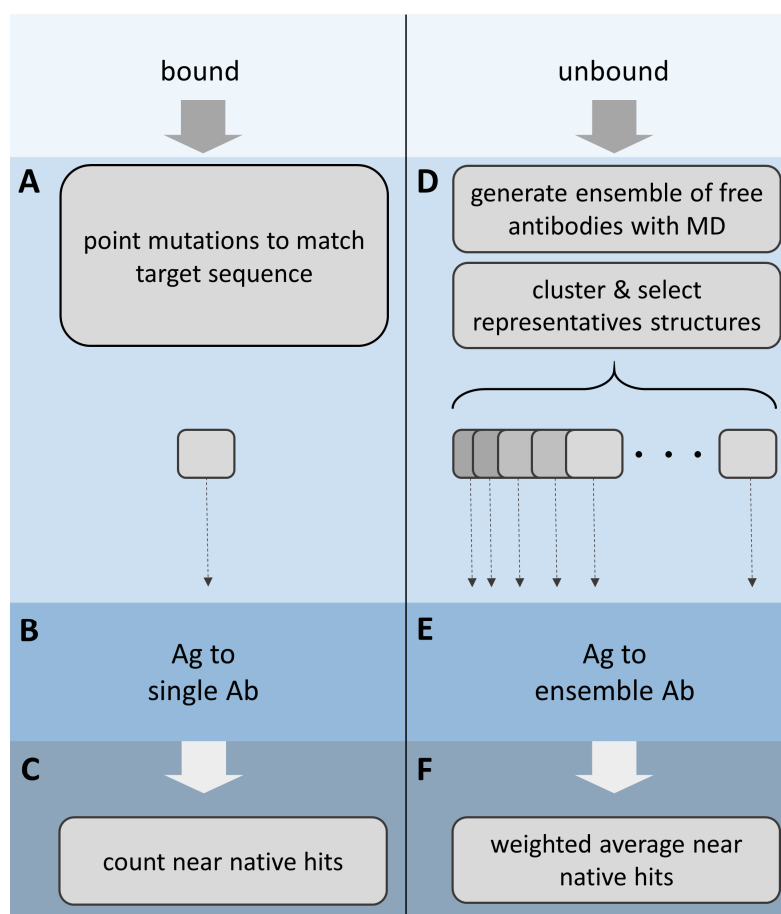 bound
A
point mutations to match
target sequence
B
Ag to
single Ab
C
count near native hits
unbound
D
generate ensemble of free
antibodies with MD
cluster & select
representatives structures
. . .
E
Ag to
ensemble Ab
F
weighted average near
native hits